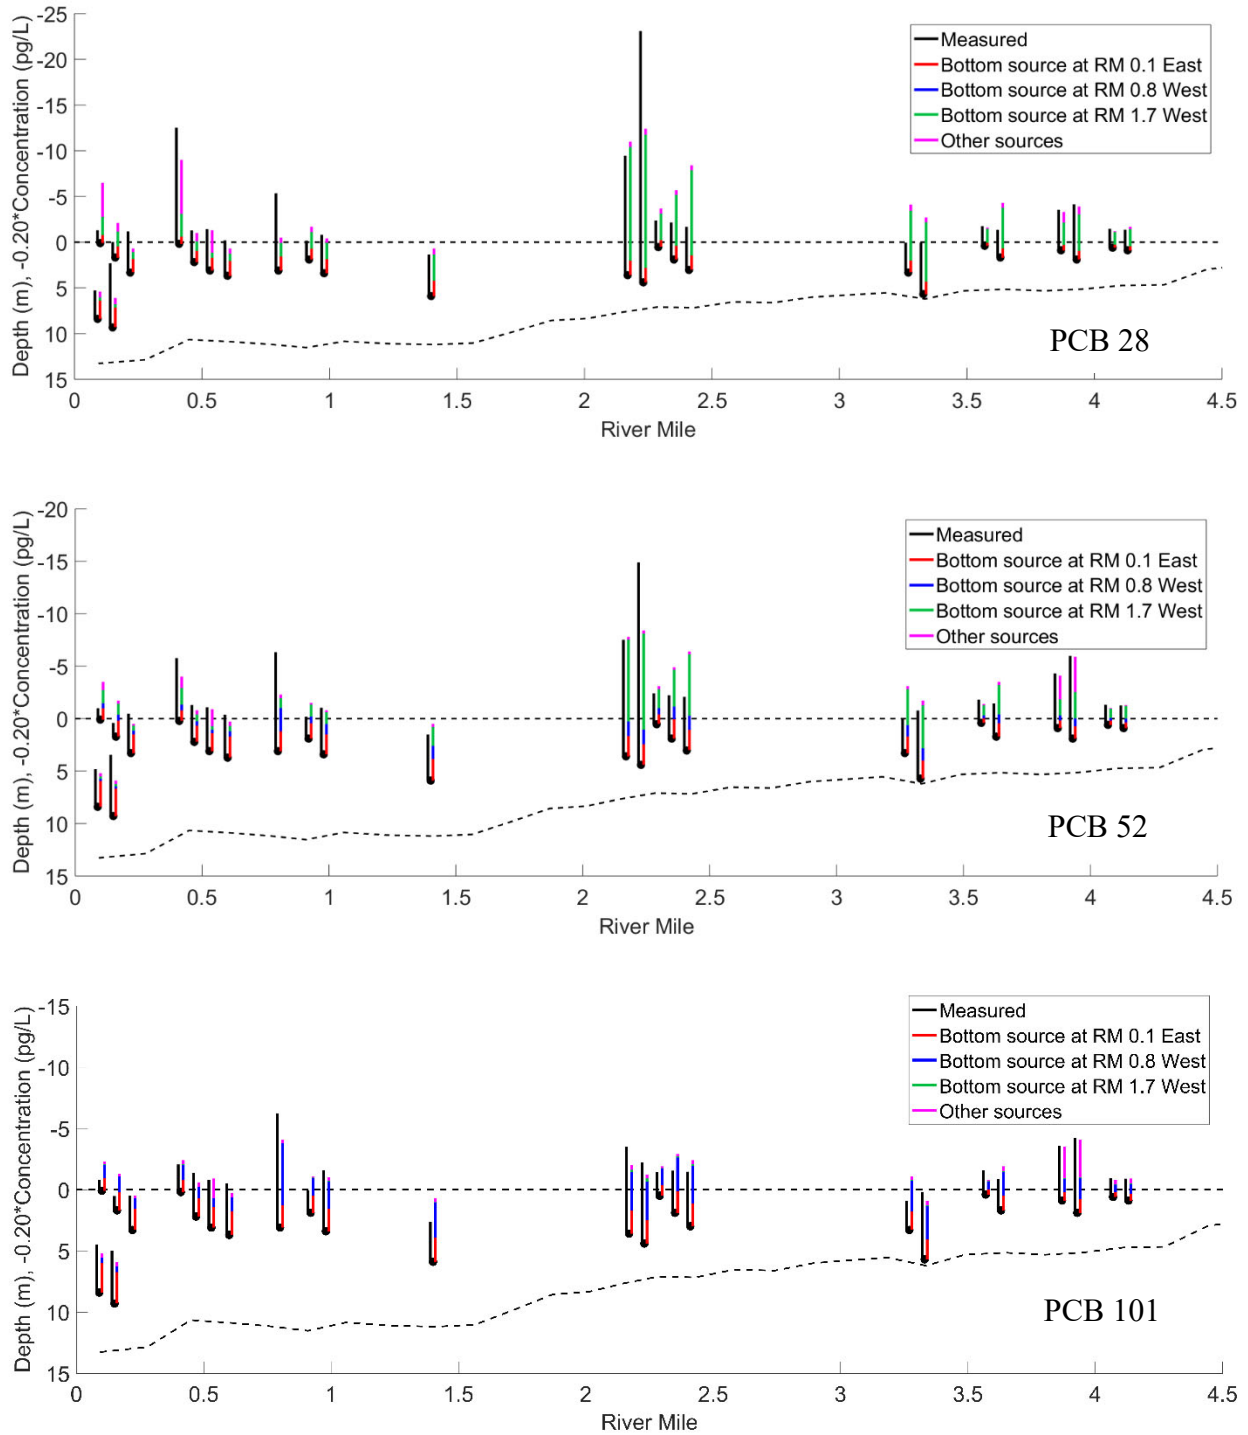 Depth (m), -0.20*Concentration (pg/L)
-25
-20
-15
-10
-5
0
5
10
15
Measured
Bottom source at RM 0.1 East
Bottom source at RM 0.8 West
Bottom source at RM 1.7 West
Other sources
PCB 28
0 0.5 1 1.5 2 2.5 3 3.5 4 4.5
River Mile
Depth (m), -0.20*Concentration (pg/L)
-20
-15
-10
-5
0
5
10
15
Measured
Bottom source at RM 0.1 East
Bottom source at RM 0.8 West
Bottom source at RM 1.7 West
Other sources
PCB 52
0 0.5 1 1.5 2 2.5 3 3.5 4 4.5
River Mile
Depth (m), -0.20*Concentration (pg/L)
-15
-10
-5
0
5
10
15
Measured
Bottom source at RM 0.1 East
Bottom source at RM 0.8 West
Bottom source at RM 1.7 West
Other sources
PCB 101
0 0.5 1 1.5 2 2.5 3 3.5 4 4.5
River Mile